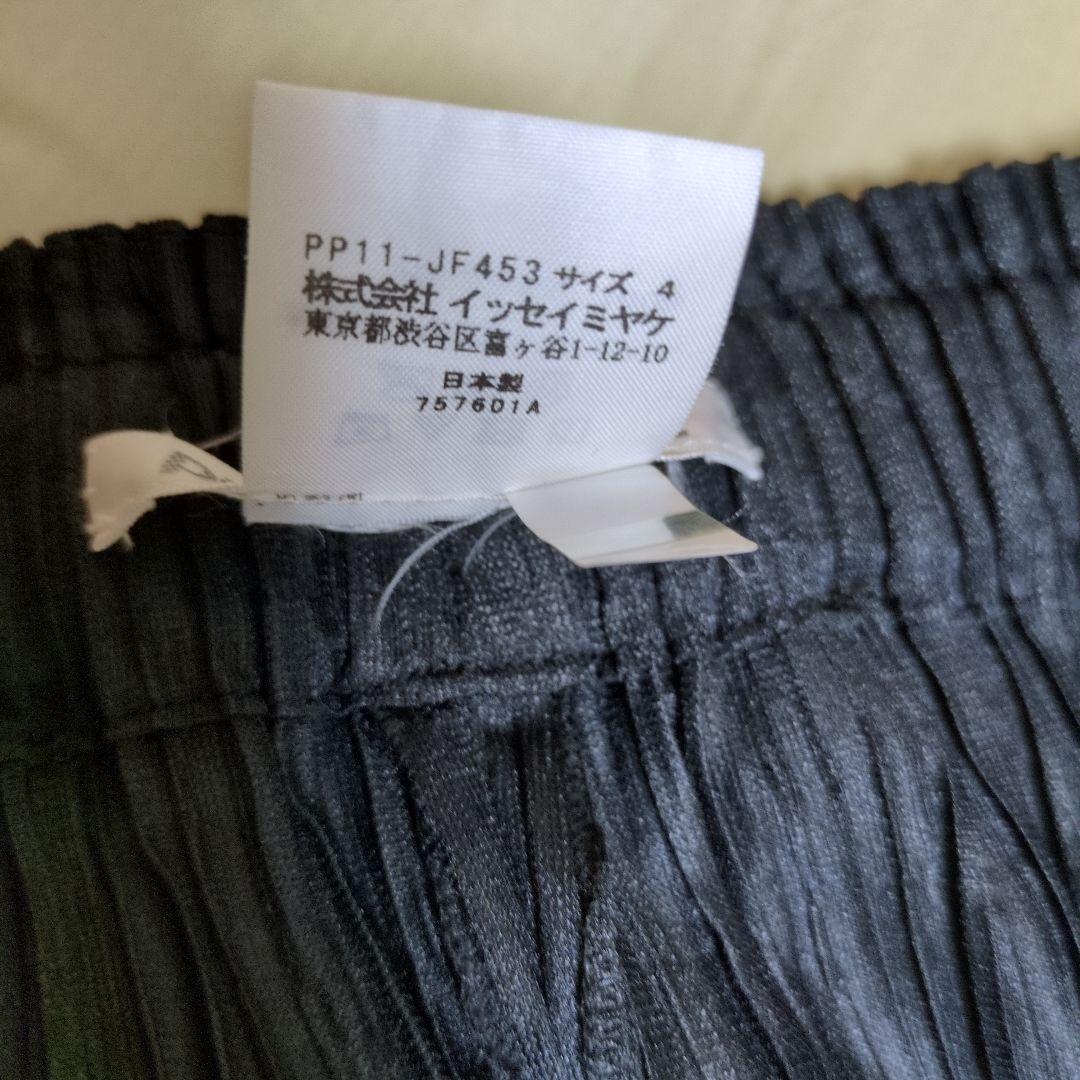 PP11-JF453 サイズ 4
株式会社 イッセイミヤケ
東京都渋谷区富ヶ谷1-12-10
日本製
757601A